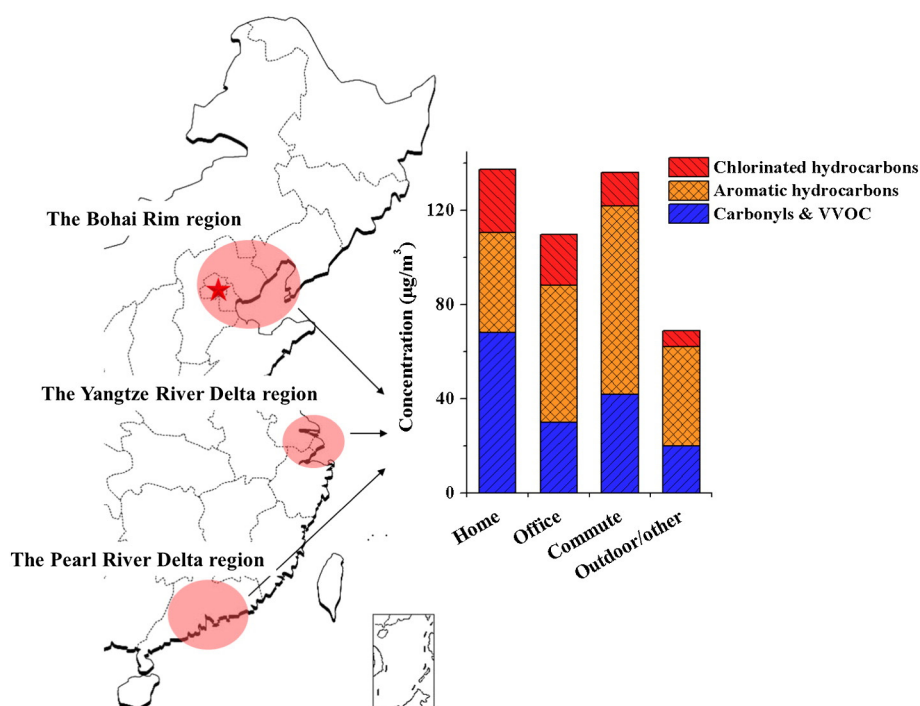 The Bohai Rim region
The Yangtze River Delta region
The Pearl River Delta region
Concentration (μg/m³)
120
80
40
0
Home
Office
Commute
Outdoor/other
Chlorinated hydrocarbons
Aromatic hydrocarbons
Carbonyls & VVOC